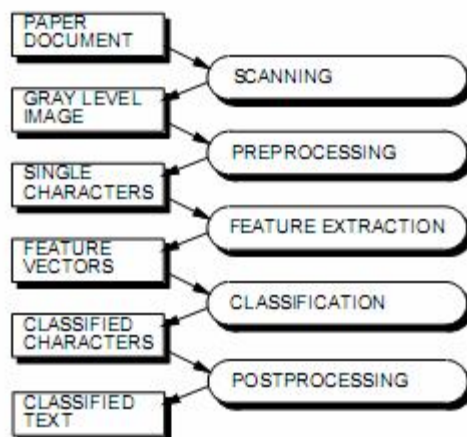 PAPER
DOCUMENT
SCANNING
GRAY LEVEL
IMAGE
PREPROCESSING
SINGLE
CHARACTERS
FEATURE EXTRACTION
FEATURE
VECTORS
CLASSIFICATION
CLASSIFIED
CHARACTERS
POSTPROCESSING
CLASSIFIED
TEXT